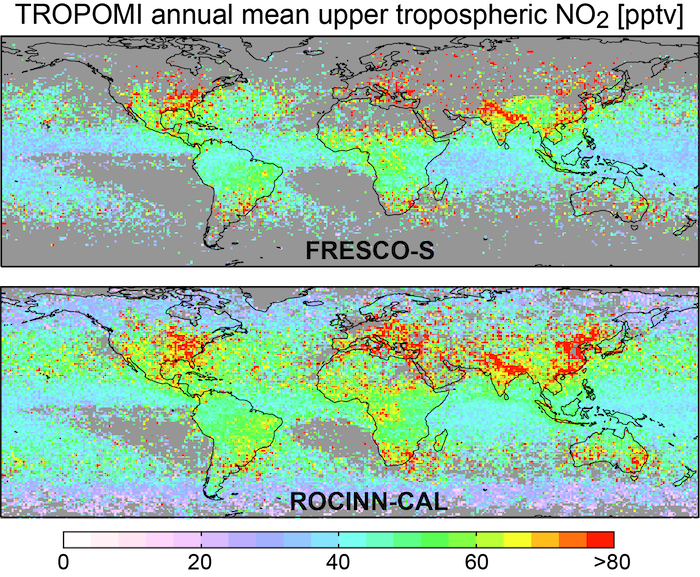 TROPOMI annual mean upper tropospheric NO₂ [pptv]
FRESCO-S
ROCINN-CAL
0 20 40 60 >80